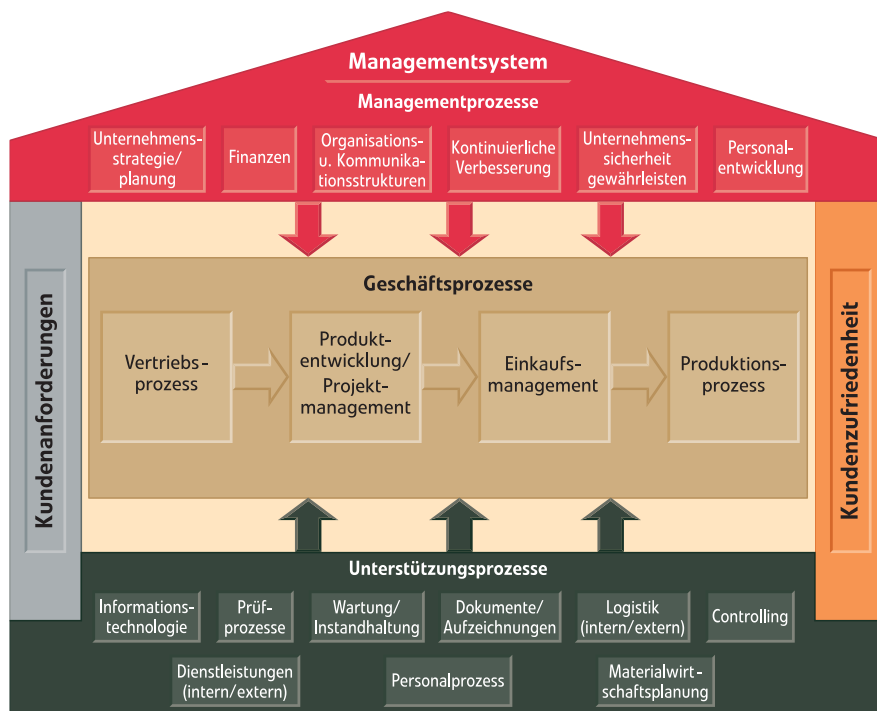 Managementsystem
Managementprozesse
Unternehmens-
strategie/
planung
Finanzen
Organisations-
u. Kommunika-
tionsstrukturen
Kontinuierliche
Verbesserung
Unternehmens-
sicherheit
gewährleisten
Personal-
entwicklung
Kundenanforderungen
Geschäftsprozesse
Vertriebs-
prozess
Produkt-
entwicklung/
Projekt-
management
Einkaufs-
management
Produktions-
prozess
Kundenzufriedenheit
Unterstützungsprozesse
Informations-
technologie
Prüf-
prozesse
Wartung/
Instandhaltung
Dokumente/
Aufzeichnungen
Logistik
(intern/extern)
Controlling
Dienstleistungen
(intern/extern)
Personalprozess
Materialwirt-
schaftsplanung